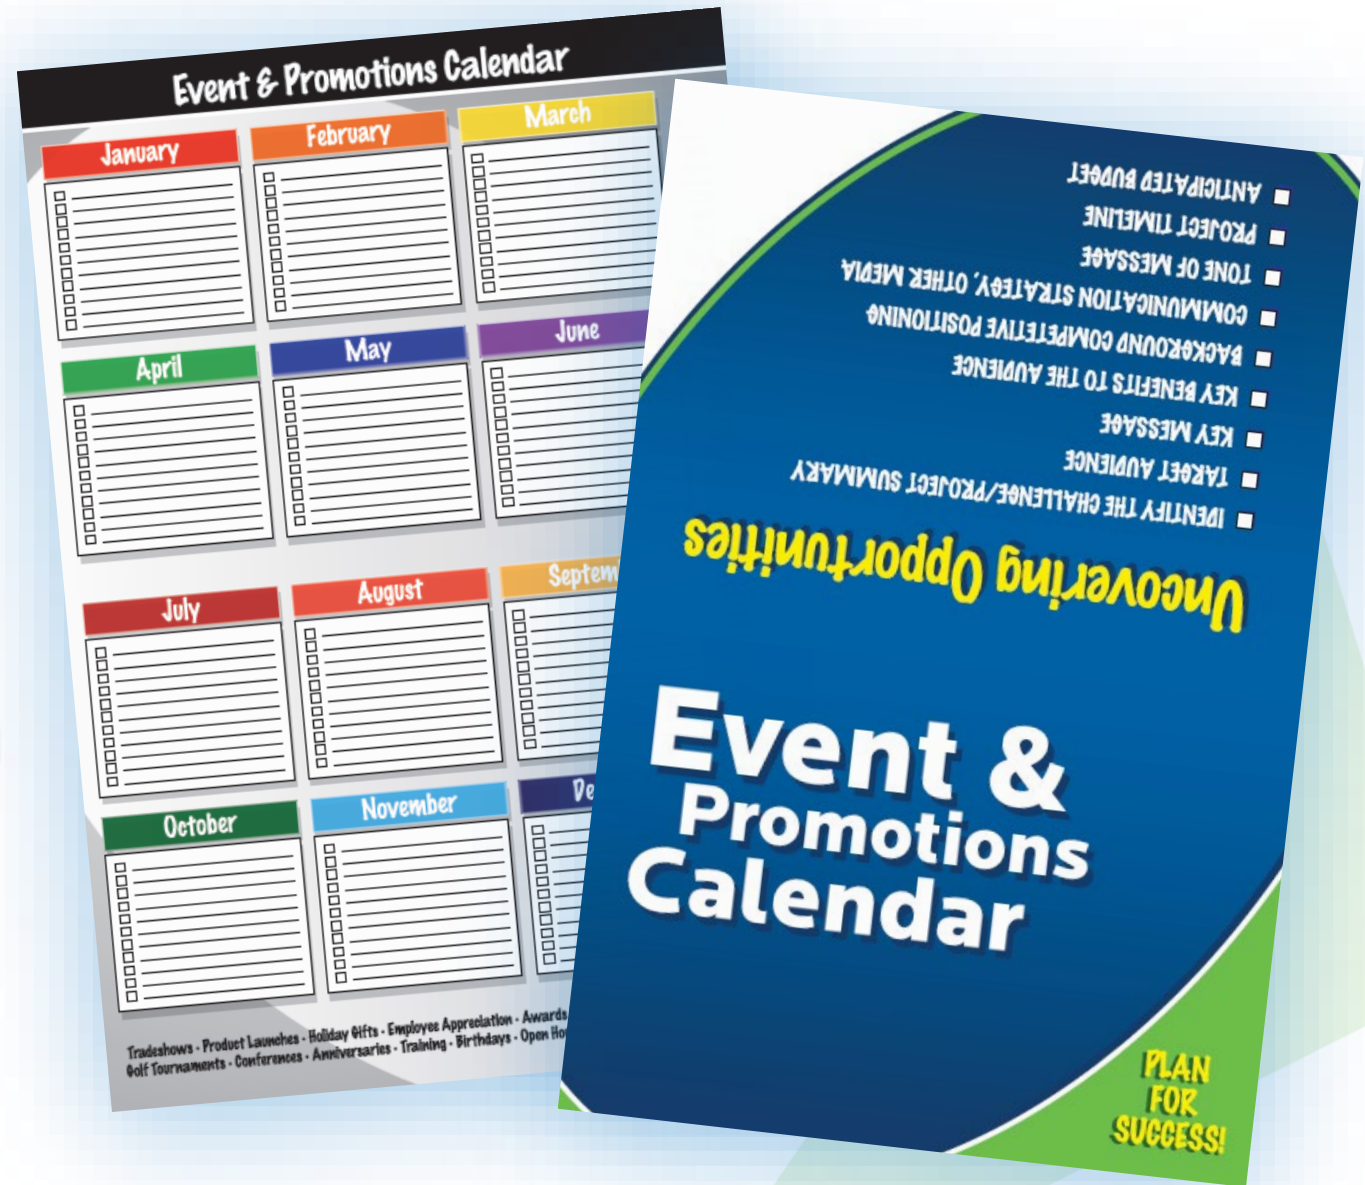 Event & Promotions Calendar
January
February
March
April
May
June
July
August
Septem
October
November
De
Tradeshows - Product Launches - Holiday Gifts - Employee Appreciation - Awards
Golf Tournaments - Conferences - Anniversaries - Training - Birthdays - Open Hou
Uncovering Opportunities
IDENTIFY THE CHALLENGE/PROJECT SUMMARY
TARGET AUDIENCE
KEY MESSAGE
KEY BENEFITS TO THE AUDIENCE
BACKGROUND COMPETETIVE POSITIONING
COMMUNICATION STRATEGY, OTHER MEDIA
TONE OF MESSAGE
PROJECT TIMELINE
ANTICIPATED BUDGET
Event &
Promotions
Calendar
PLAN
FOR
SUCCESS!